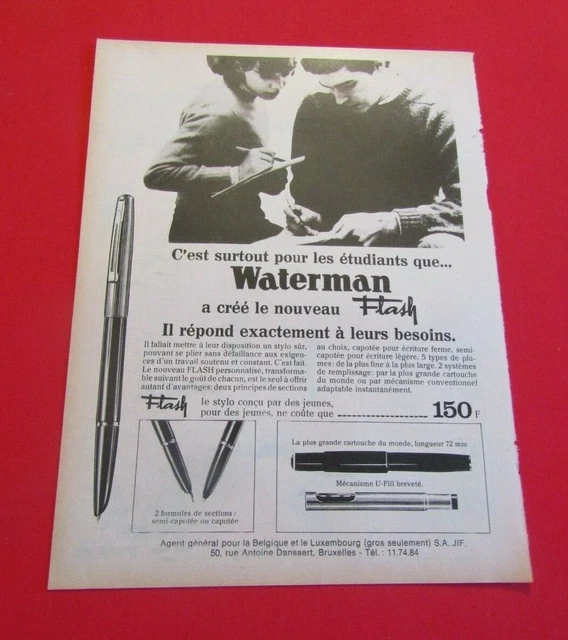 C'est surtout pour les étudiants que...
Waterman
a créé le nouveau Flash
Il répond exactement à leurs besoins.
Il fallait mettre à leur disposition un stylo sûr,
pouvant se plier sans défaillance aux exigen-
ces d'un travail soutenu et constant. C'est fait.
Le nouveau FLASH personnalisé, transforma-
ble suivant le goût de chacun, est le seul à offrir
autant d'avantages: deux principes de sections
au choix, capotée pour écriture ferme, semi-
capotée pour écriture légère. 5 types de plu-
mes: de la plus fine à la plus large. 2 systèmes
de remplissage: par la plus grande cartouche
du monde ou par mécanisme conventionnel
adaptable instantanément.
Flash le stylo conçu par des jeunes,
pour des jeunes, ne coûte que 150 F
2 formules de sections :
semi-capotée ou capotée
La plus grande cartouche du monde, longueur 72 mm
Mécanisme U-Fill breveté.
Agent général pour la Belgique et le Luxembourg (gros seulement) S.A. JIF.
50, rue Antoine Dansaert, Bruxelles - Tél. : 11.74.84